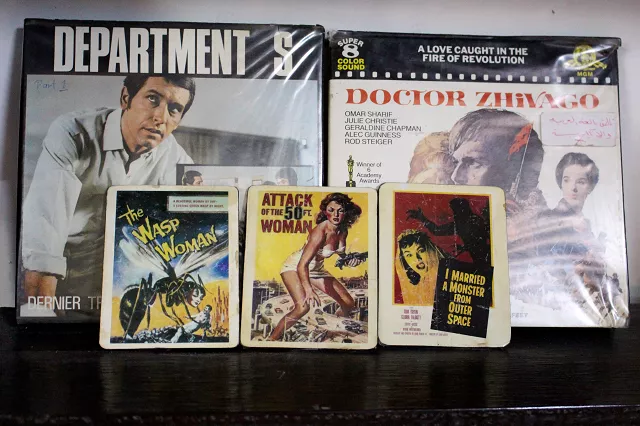 DEPARTMENT S
Part 1
DERNIER
SUPER
8
COLOR
SOUND
A LOVE CAUGHT IN THE
FIRE OF REVOLUTION
MGM
DOCTOR ZHiVAGO
OMAR SHARIF
JULIE CHRISTIE
GERALDINE CHAPMAN
ALEC GUINNESS
ROD STEIGER
Winner of
6
Academy
Awards
The
WASP
WOMAN
ATTACK
OF THE 50 FT.
WOMAN
I MARRIED
A MONSTER
FROM
OUTER
SPACE